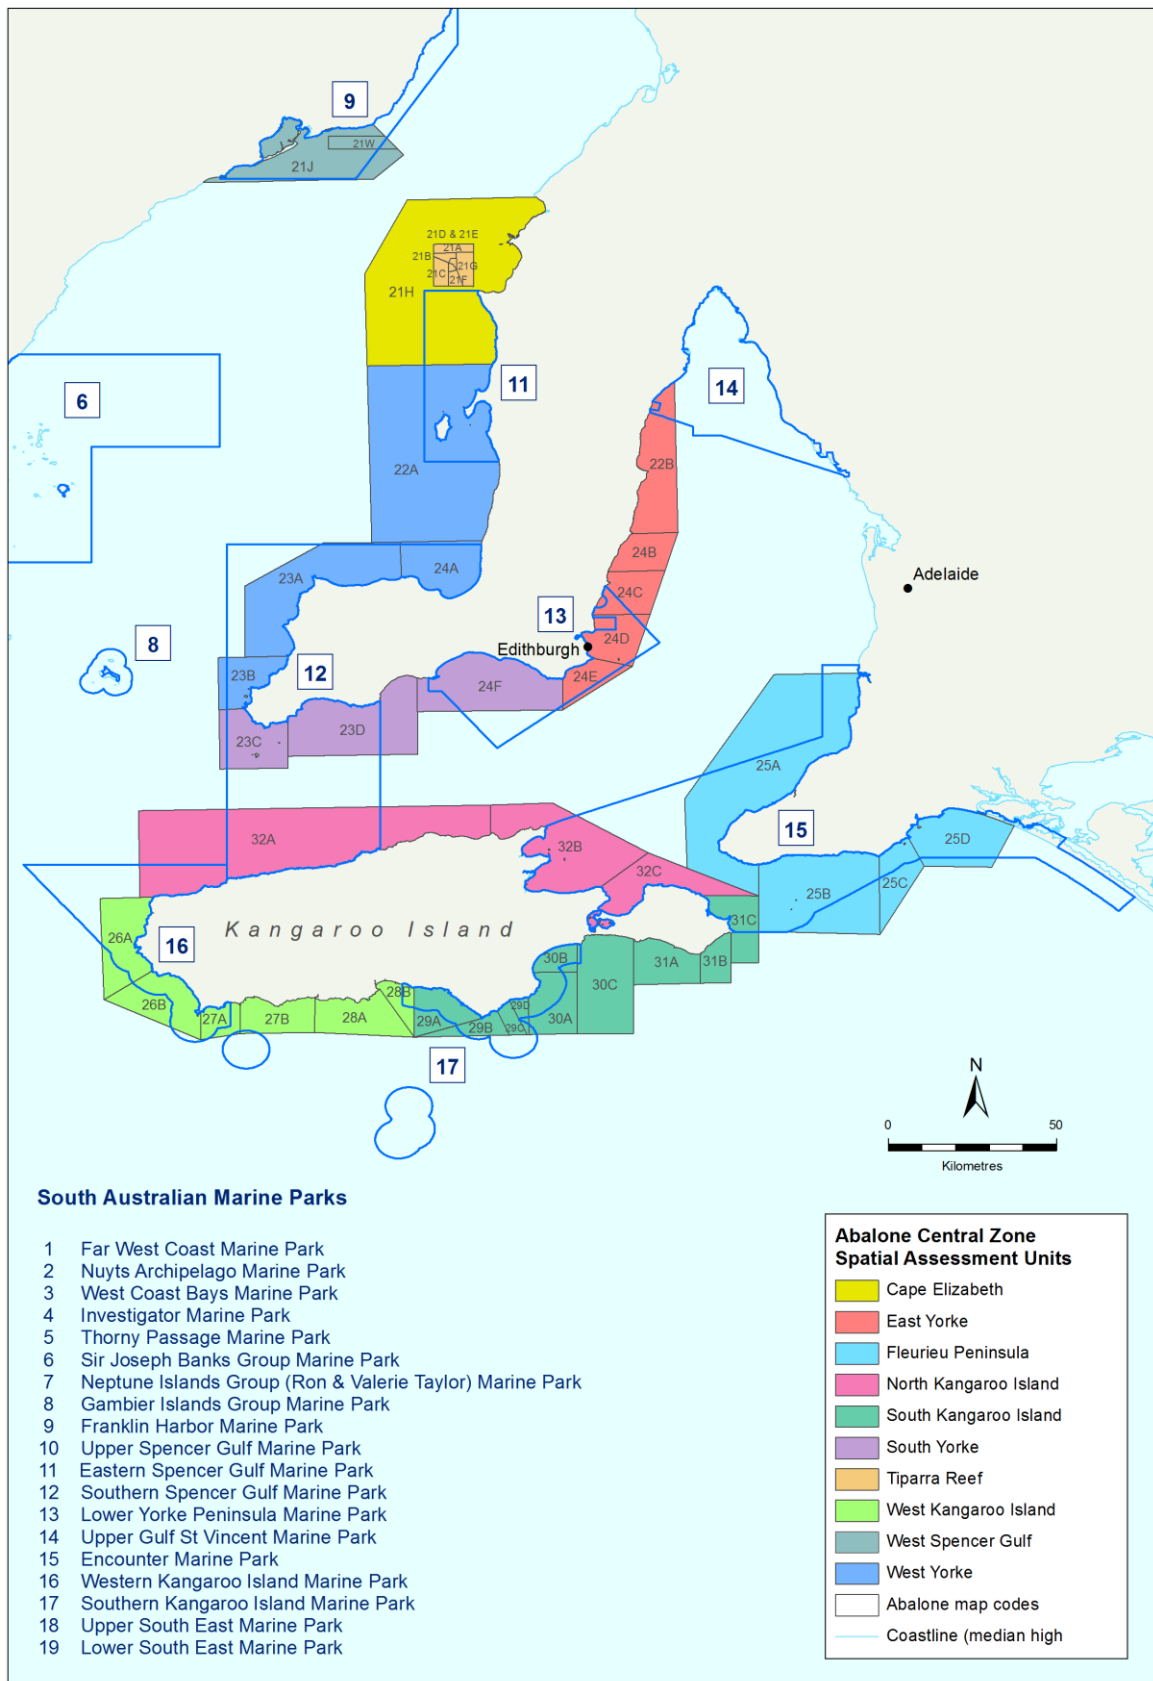 9
21W
21J
21D & 21E
21A
21B
21G
21C
21F
21H
11
14
6
22A
22B
24B
23A
24A
24C
Adelaide
13
24D
Edithburgh
8
12
23B
24E
24F
23C
23D
25A
15
25D
32A
32B
32C
25C
25B
Kangaroo Island
31C
26A
16
30B
31A
31B
30C
26B
28B
29D
27A
27B
28A
29A
29B
29C
30A
17
N
0
50
Kilometres
South Australian Marine Parks
1 Far West Coast Marine Park
2 Nuyts Archipelago Marine Park
3 West Coast Bays Marine Park
4 Investigator Marine Park
5 Thorny Passage Marine Park
6 Sir Joseph Banks Group Marine Park
7 Neptune Islands Group (Ron & Valerie Taylor) Marine Park
8 Gambier Islands Group Marine Park
9 Franklin Harbor Marine Park
10 Upper Spencer Gulf Marine Park
11 Eastern Spencer Gulf Marine Park
12 Southern Spencer Gulf Marine Park
13 Lower Yorke Peninsula Marine Park
14 Upper Gulf St Vincent Marine Park
15 Encounter Marine Park
16 Western Kangaroo Island Marine Park
17 Southern Kangaroo Island Marine Park
18 Upper South East Marine Park
19 Lower South East Marine Park
Abalone Central Zone
Spatial Assessment Units
Cape Elizabeth
East Yorke
Fleurieu Peninsula
North Kangaroo Island
South Kangaroo Island
South Yorke
Tiparra Reef
West Kangaroo Island
West Spencer Gulf
West Yorke
Abalone map codes
Coastline (median high